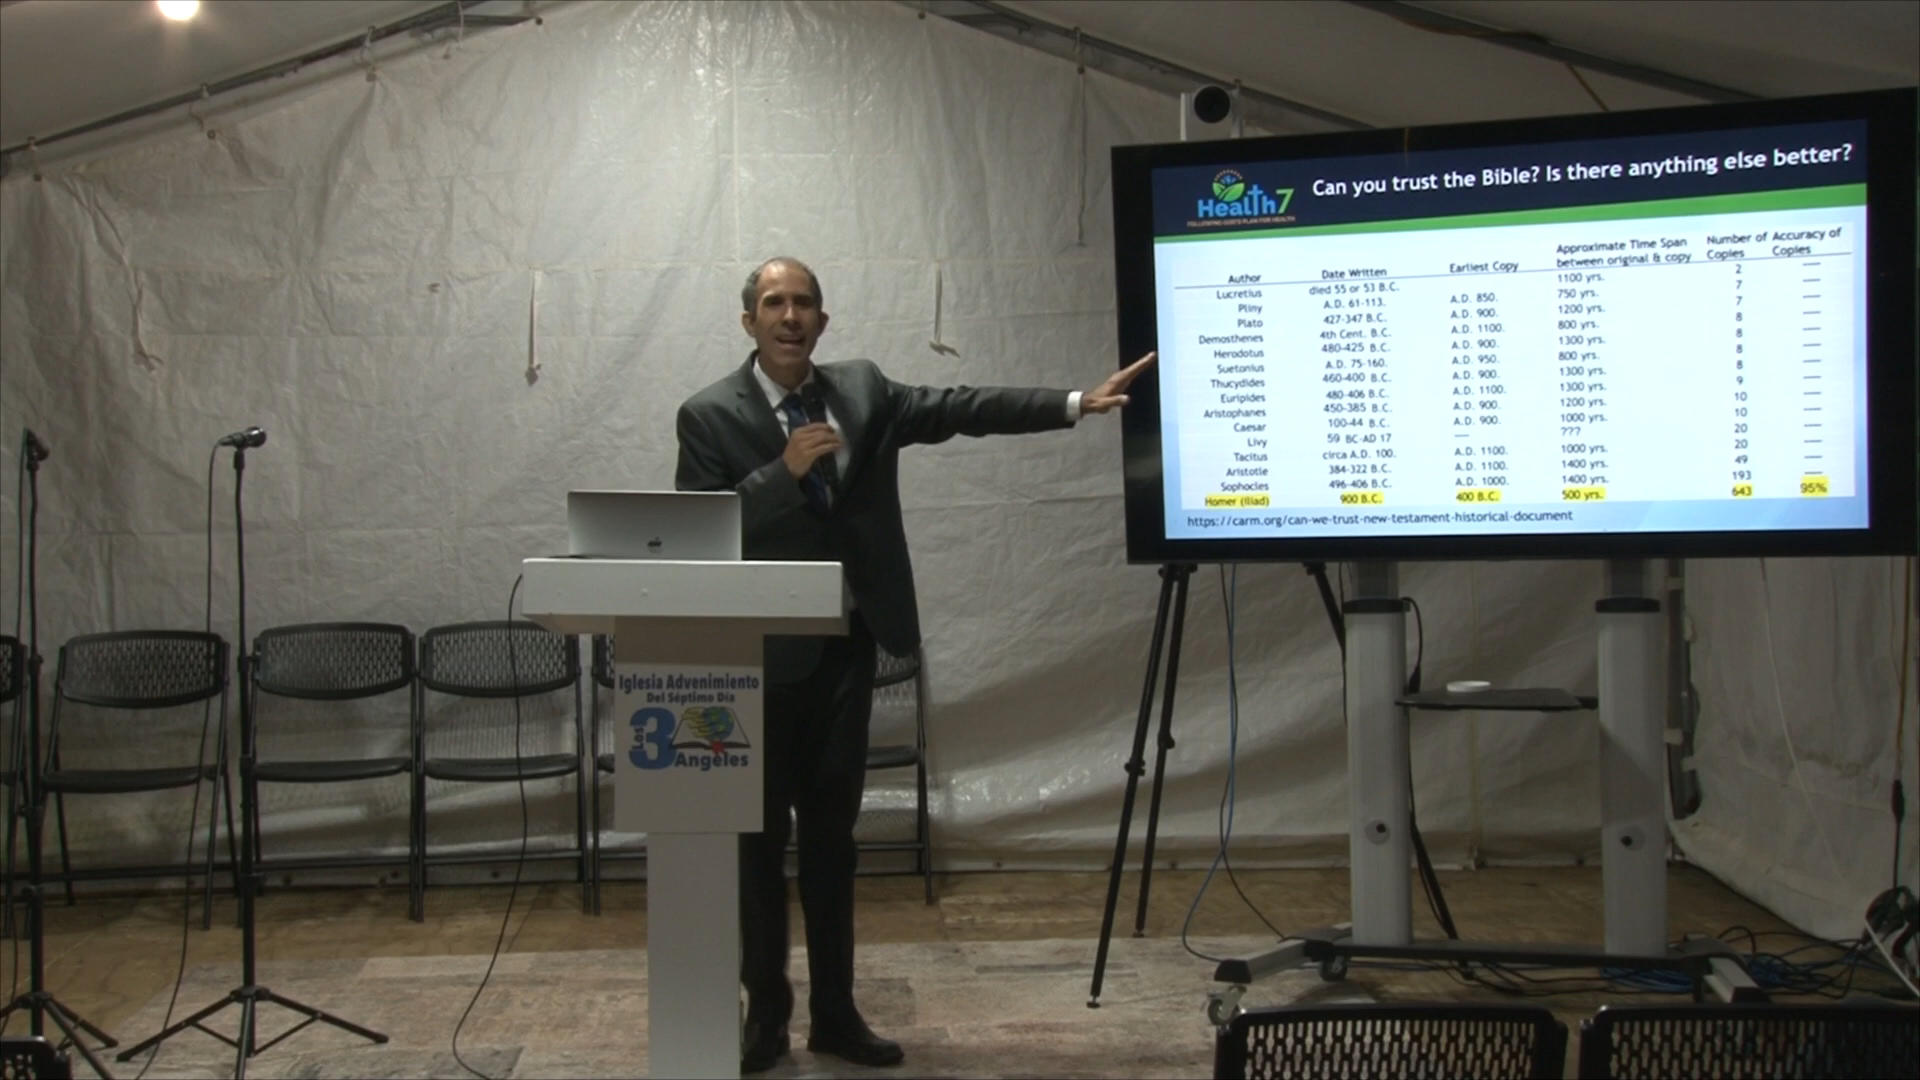 Can you trust the Bible? Is there anything else better?
Health7
FOLLOWING GOD'S PLAN FOR HEALTH
Author Date Written Earliest Copy Approximate Time Span between original & copy Number of Copies Accuracy of Copies
Lucretius died 55 or 53 B.C. 1100 yrs. 2 ----
Pliny A.D. 61-113. A.D. 850. 750 yrs. 7 ----
Plato 427-347 B.C. A.D. 900. 1200 yrs. 7 ----
Demosthenes 4th Cent. B.C. A.D. 1100. 800 yrs. 8 ----
Herodotus 480-425 B.C. A.D. 900. 1300 yrs. 8 ----
Suetonius A.D. 75-160. A.D. 950. 800 yrs. 8 ----
Thucydides 460-400 B.C. A.D. 900. 1300 yrs. 8 ----
Euripides 480-406 B.C. A.D. 1100. 1300 yrs. 9 ----
Aristophanes 450-385 B.C. A.D. 900. 1200 yrs. 10 ----
Caesar 100-44 B.C. A.D. 900. 1000 yrs. 10 ----
Livy 59 BC-AD 17 ---- ??? 20 ----
Tacitus circa A.D. 100. A.D. 1100. 1000 yrs. 20 ----
Aristotle 384-322 B.C. A.D. 1100. 1400 yrs. 49 ----
Sophocles 496-406 B.C. A.D. 1000. 1400 yrs. 193 ----
Homer (Iliad) 900 B.C. 400 B.C. 500 yrs. 643 95%
https://carm.org/can-we-trust-new-testament-historical-document
Iglesia Advenimiento
Del Séptimo Día
Los 3 Angeles